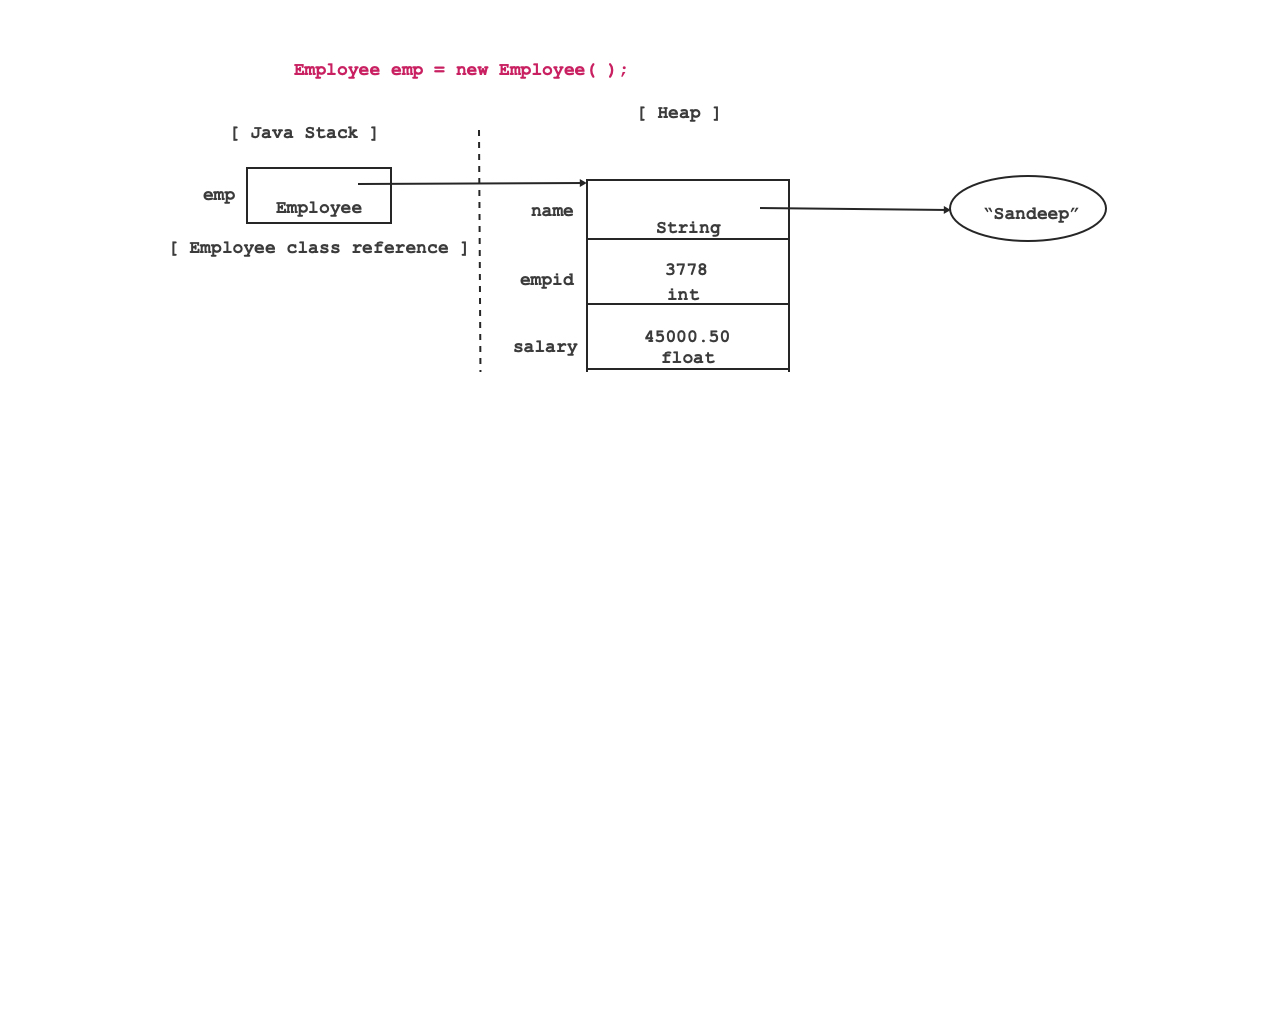 Employee emp = new Employee( );
[ Heap ]
[ Java Stack ]
emp
Employee
[ Employee class reference ]
name
String
“Sandeep”
empid
3778
int
salary
45000.50
float